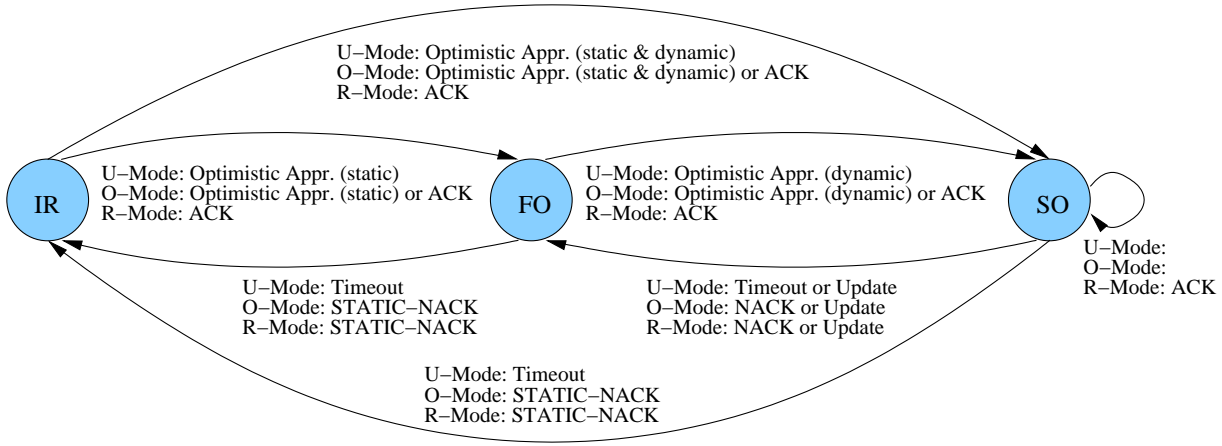 U−Mode: Optimistic Appr. (static & dynamic)
O−Mode: Optimistic Appr. (static & dynamic) or ACK
R−Mode: ACK
IR
U−Mode: Optimistic Appr. (static)
O−Mode: Optimistic Appr. (static) or ACK
R−Mode: ACK
FO
U−Mode: Optimistic Appr. (dynamic)
O−Mode: Optimistic Appr. (dynamic) or ACK
R−Mode: ACK
SO
U−Mode:
O−Mode:
R−Mode: ACK
U−Mode: Timeout
O−Mode: STATIC−NACK
R−Mode: STATIC−NACK
U−Mode: Timeout or Update
O−Mode: NACK or Update
R−Mode: NACK or Update
U−Mode: Timeout
O−Mode: STATIC−NACK
R−Mode: STATIC−NACK